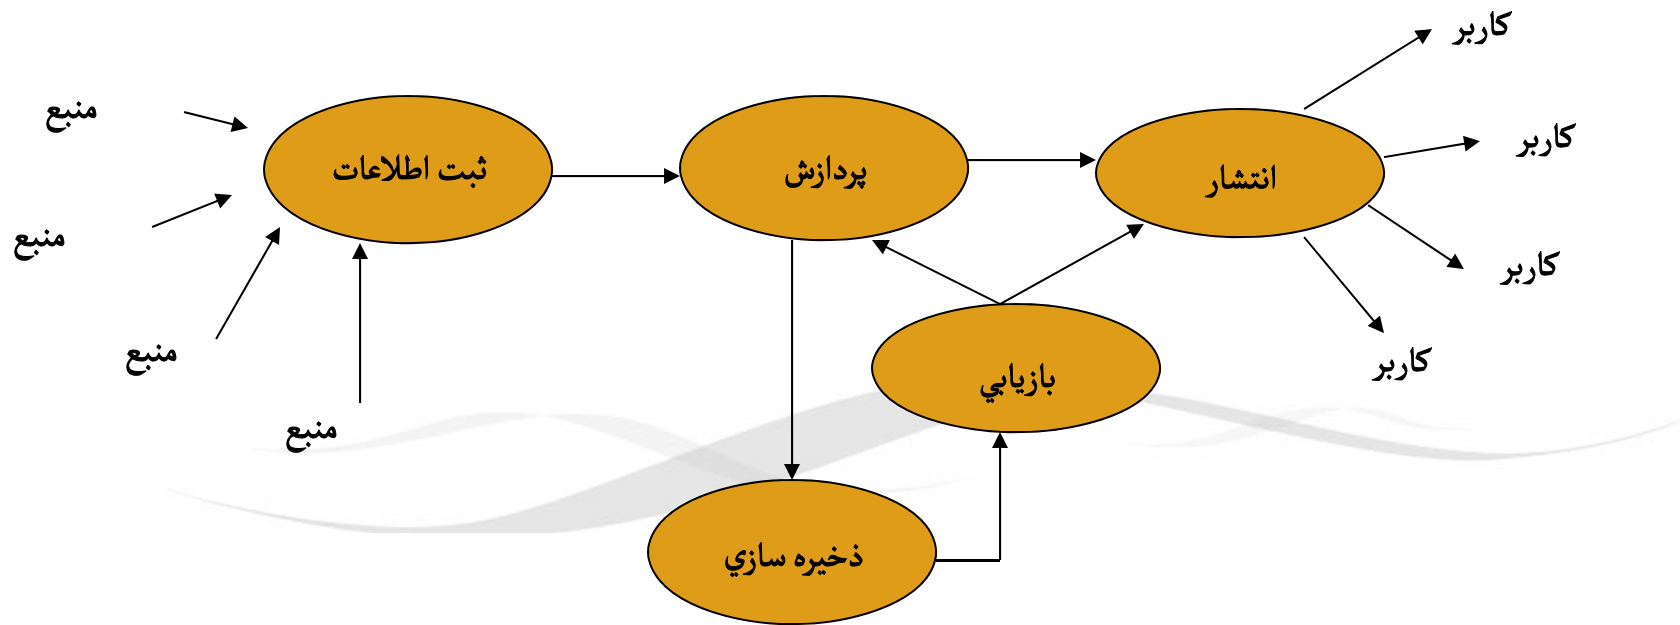 منبع
منبع
منبع
منبع
ثبت اطلاعات
پردازش
انتشار
بازيابي
ذخيره سازي
کاربر
کاربر
کاربر
کاربر